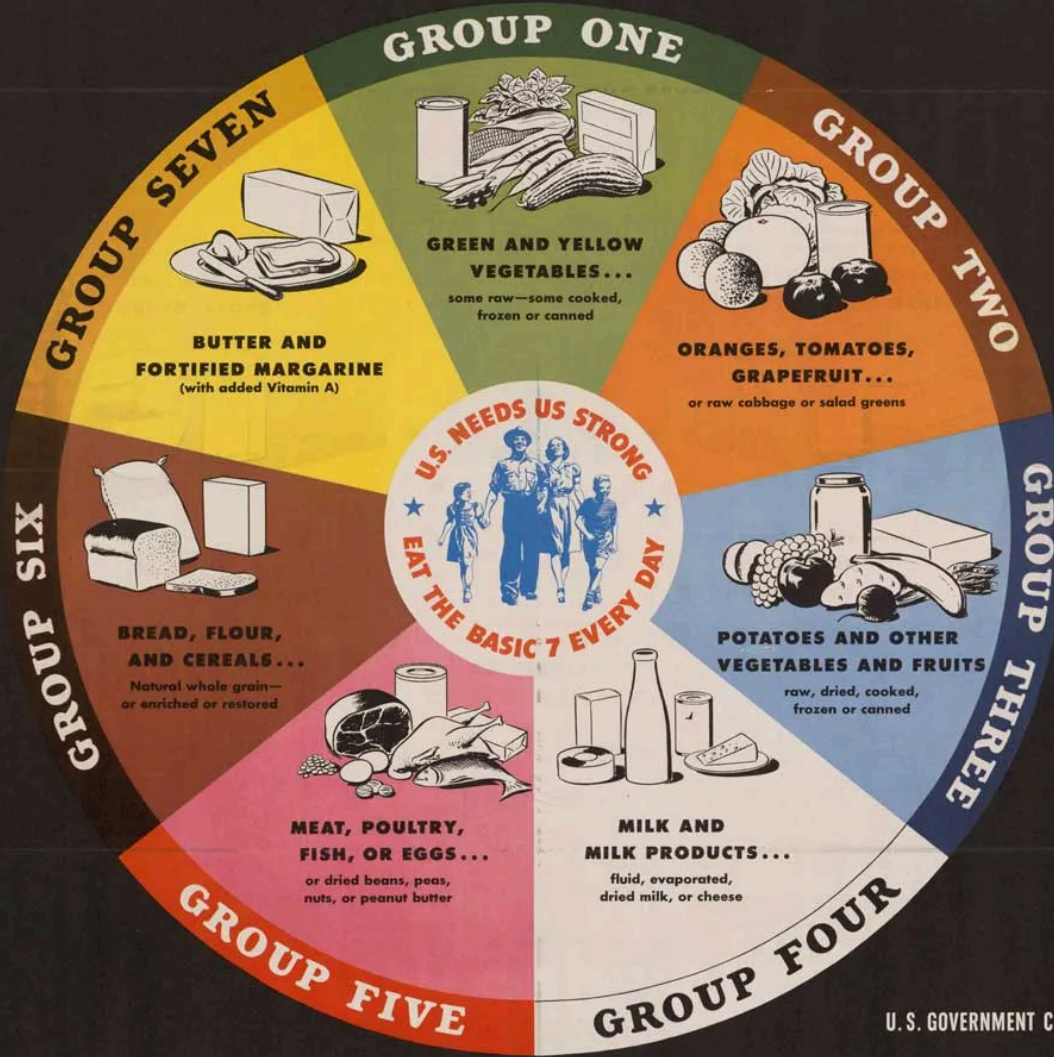 GROUP ONE
GREEN AND YELLOW
VEGETABLES...
some raw—some cooked,
frozen or canned
GROUP TWO
ORANGES, TOMATOES,
GRAPEFRUIT...
or raw cabbage or salad greens
GROUP THREE
POTATOES AND OTHER
VEGETABLES AND FRUITS
raw, dried, cooked,
frozen or canned
GROUP FOUR
MILK AND
MILK PRODUCTS...
fluid, evaporated,
dried milk, or cheese
GROUP FIVE
MEAT, POULTRY,
FISH, OR EGGS...
or dried beans, peas,
nuts, or peanut butter
GROUP SIX
BREAD, FLOUR,
AND CEREALS...
Natural whole grain—
or enriched or restored
GROUP SEVEN
BUTTER AND
FORTIFIED MARGARINE
(with added Vitamin A)
U.S. NEEDS US STRONG
EAT THE BASIC 7 EVERY DAY
U. S. GOVERNMENT C